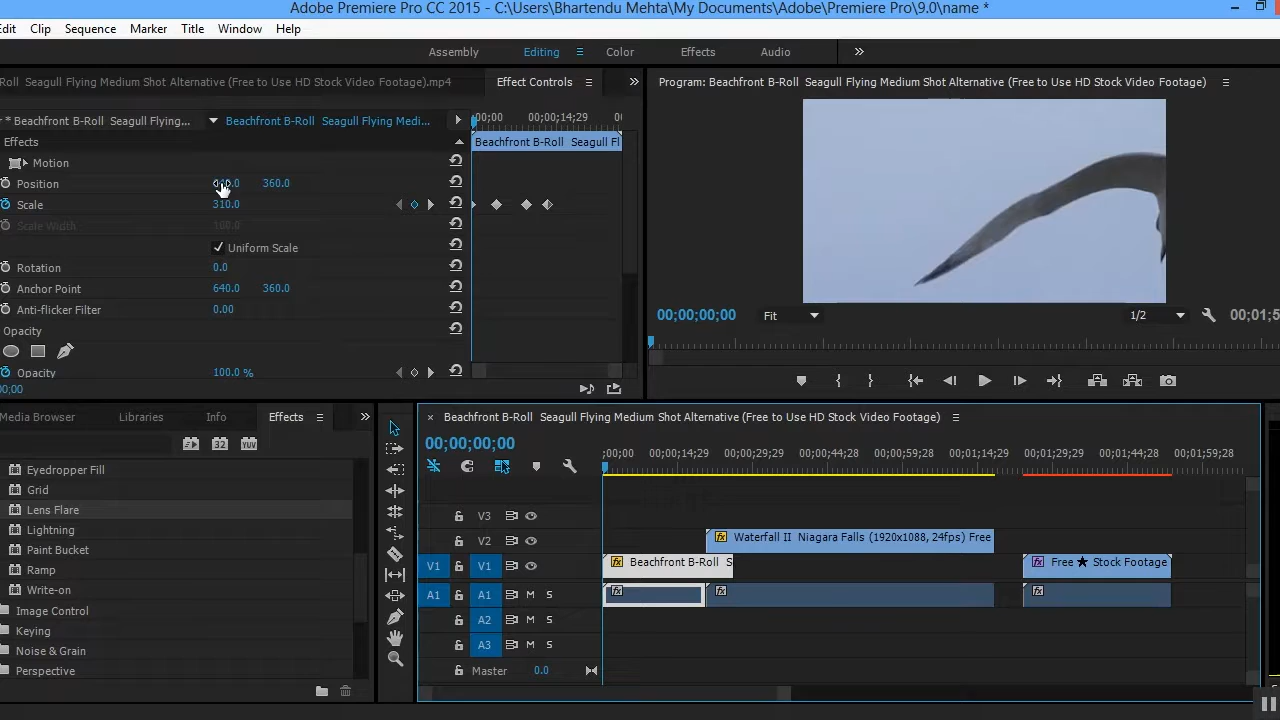 Adobe Premiere Pro CC 2015 - C:\Users\Bhartendu Mehta\My Documents\Adobe\Premiere Pro\9.0\name *
Edit Clip Sequence Marker Title Window Help
Assembly Editing Color Effects Audio
Roll Seagull Flying Medium Shot Alternative (Free to Use HD Stock Video Footage).mp4 Effect Controls
* Beachfront B-Roll Seagull Flying... Beachfront B-Roll Seagull Flying Medi...
;00;00 00;00;14;29
Effects
Beachfront B-Roll Seagull Fl
Motion
Position 360.0
Scale 310.0
Scale Width 100.0
Uniform Scale
Rotation 0.0
Anchor Point 640.0 360.0
Anti-flicker Filter 0.00
Opacity
Opacity 100.0 %
00;00
Program: Beachfront B-Roll Seagull Flying Medium Shot Alternative (Free to Use HD Stock Video Footage)
00;00;00;00 Fit 1/2 00;01;5
Media Browser Libraries Info Effects
32 YUV
Eyedropper Fill
Grid
Lens Flare
Lightning
Paint Bucket
Ramp
Write-on
Image Control
Keying
Noise & Grain
Perspective
× Beachfront B-Roll Seagull Flying Medium Shot Alternative (Free to Use HD Stock Video Footage)
00;00;00;00
;00;00 00;00;14;29 00;00;29;29 00;00;44;28 00;00;59;28 00;01;14;29 00;01;29;29 00;01;44;28 00;01;59;28
V3
V2 fx Waterfall II Niagara Falls (1920x1088, 24fps) Free
V1 V1 fx Beachfront B-Roll S fx Free ★ Stock Footage
A1 A1 M S fx fx fx
A2 M S
A3 M S
Master 0.0